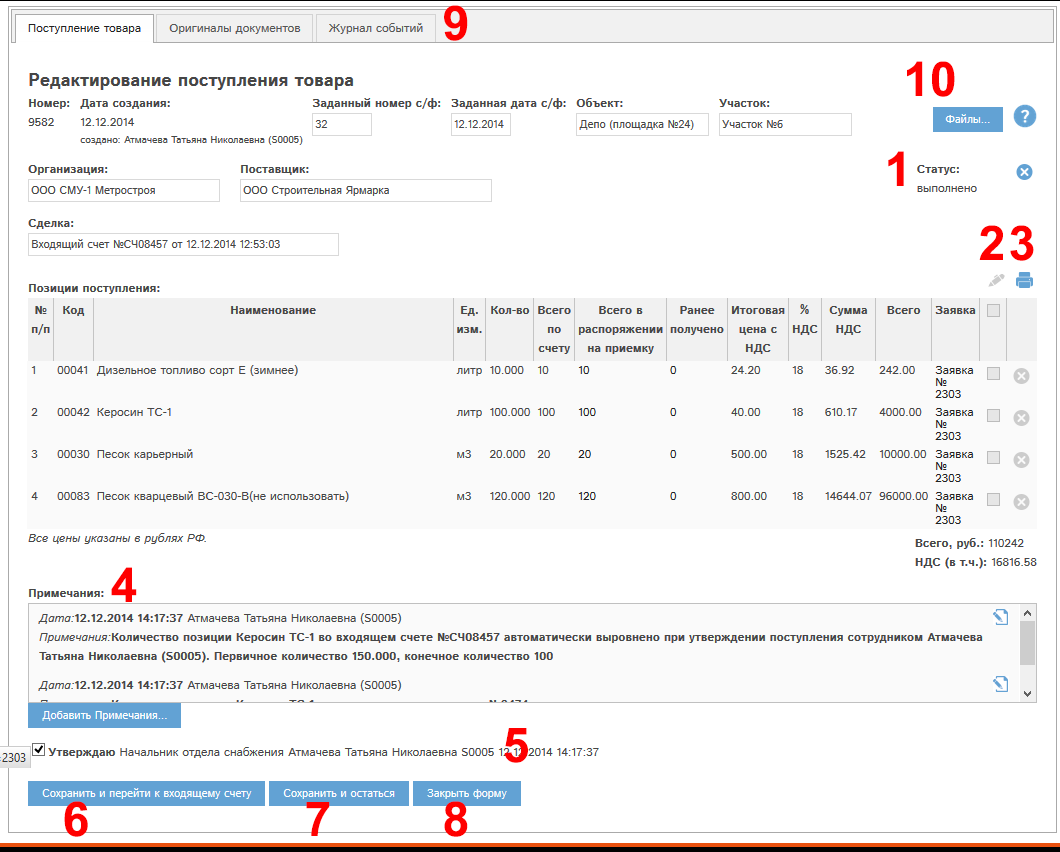 Поступление товара Оригиналы документов Журнал событий 9
Редактирование поступления товара
10
Номер: Дата создания: Заданный номер с/ф: Заданная дата с/ф: Объект: Участок:
9582 12.12.2014 32 12.12.2014 Депо (площадка №24) Участок №6 Файлы... ?
создано: Атмачева Татьяна Николаевна (S0005)
Организация: Поставщик: 1 Статус:
ООО СМУ-1 Метростроя ООО Строительная Ярмарка выполнено
Сделка:
Входящий счет №СЧ08457 от 12.12.2014 12:53:03
2 3
Позиции поступления:
№ Код Наименование Ед. Кол-во Всего Всего в Ранее Итоговая % Сумма Всего Заявка
п/п изм. по распоряжении получено цена с НДС НДС
счету на приемку НДС
1 00041 Дизельное топливо сорт Е (зимнее) литр 10.000 10 10 0 24.20 18 36.92 242.00 Заявка
№
2303
2 00042 Керосин ТС-1 литр 100.000 100 100 0 40.00 18 610.17 4000.00 Заявка
№
2303
3 00030 Песок карьерный м3 20.000 20 20 0 500.00 18 1525.42 10000.00 Заявка
№
2303
4 00083 Песок кварцевый ВС-030-В(не использовать) м3 120.000 120 120 0 800.00 18 14644.07 96000.00 Заявка
№
2303
Все цены указаны в рублях РФ.
Всего, руб.: 110242
НДС (в т.ч.): 16816.58
Примечания: 4
Дата:12.12.2014 14:17:37 Атмачева Татьяна Николаевна (S0005)
Примечания:Количество позиции Керосин ТС-1 во входящем счете №СЧ08457 автоматически выровнено при утверждении поступления сотрудником Атмачева
Татьяна Николаевна (S0005). Первичное количество 150.000, конечное количество 100
Дата:12.12.2014 14:17:37 Атмачева Татьяна Николаевна (S0005)
Добавить Примечания...
Утверждаю Начальник отдела снабжения Атмачева Татьяна Николаевна S0005 12.12.2014 14:17:37
5
2303
Сохранить и перейти к входящему счету Сохранить и остаться Закрыть форму
6 7 8